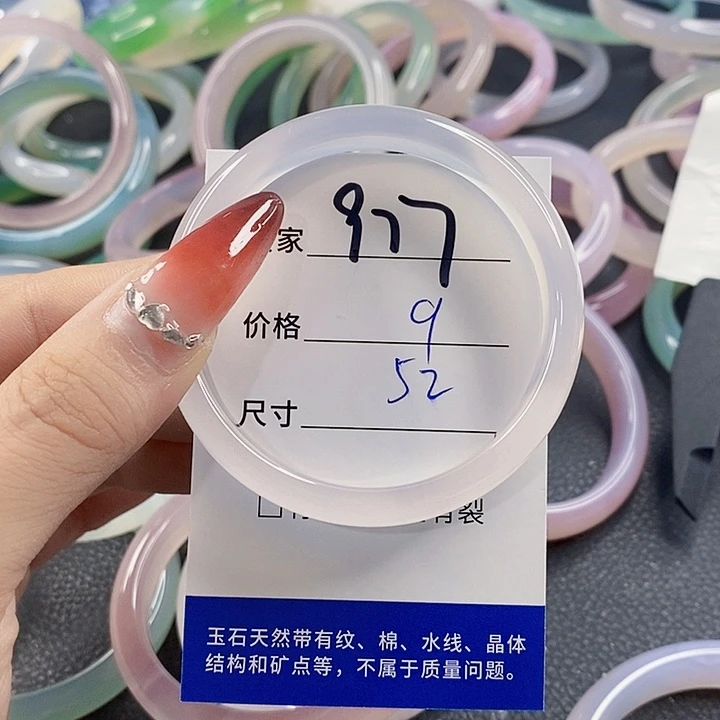 家 977
价格 9
尺寸 52
裂
玉石天然带有纹、棉、水线、晶体
结构和矿点等，不属于质量问题。